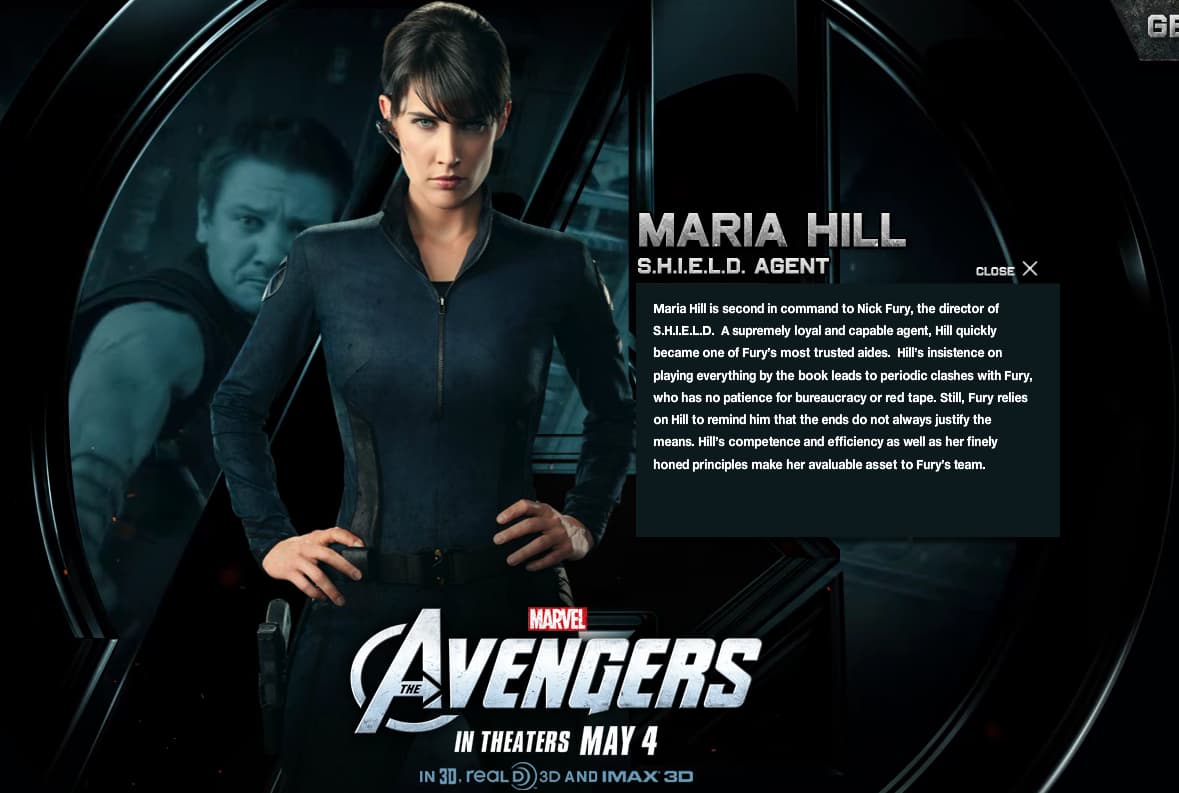 GE
MARIA HILL
S.H.I.E.L.D. AGENT
CLOSE X
Maria Hill is second in command to Nick Fury, the director of
S.H.I.E.L.D. A supremely loyal and capable agent, Hill quickly
became one of Fury's most trusted aides. Hill's insistence on
playing everything by the book leads to periodic clashes with Fury,
who has no patience for bureaucracy or red tape. Still, Fury relies
on Hill to remind him that the ends do not always justify the
means. Hill's competence and efficiency as well as her finely
honed principles make her avaluable asset to Fury's team.
MARVEL
THE AVENGERS
IN THEATERS MAY 4
IN 3D, REAL D 3D AND IMAX 3D